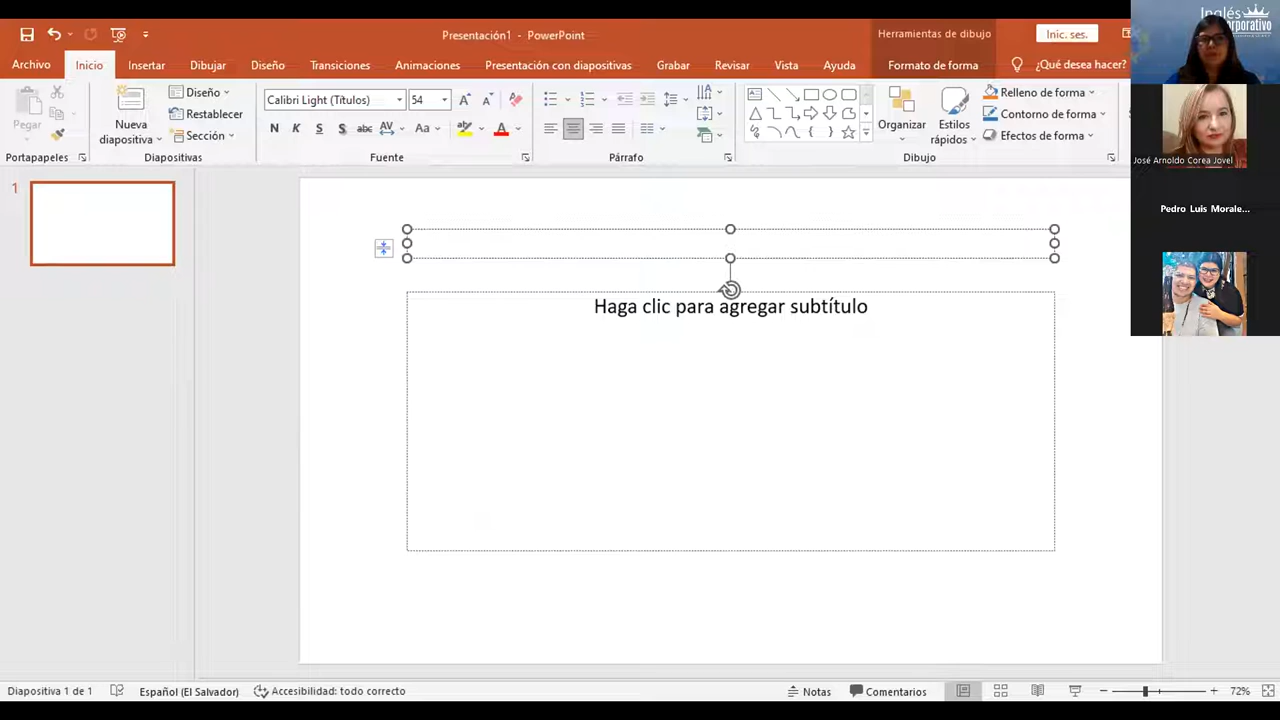 Presentación1 - PowerPoint
Herramientas de dibujo
Inic. ses.
Inglés
Archivo
Inicio
Insertar
Dibujar
Diseño
Transiciones
Animaciones
Presentación con diapositivas
Grabar
Revisar
Vista
Ayuda
Formato de forma
¿Qué desea hacer?
Pegar
Nueva diapositiva
Diseño
Restablecer
Sección
Calibri Light (Títulos)
54
N K S S abc AV Aa A
Organizar
Estilos rápidos
Relleno de forma
Contorno de forma
Efectos de forma
Portapapeles
Diapositivas
Fuente
Párrafo
Dibujo
José Arnoldo Corea Jovel
Pedro Luis Morale...
1
Haga clic para agregar subtítulo
Diapositiva 1 de 1
Español (El Salvador)
Accesibilidad: todo correcto
Notas
Comentarios
72%